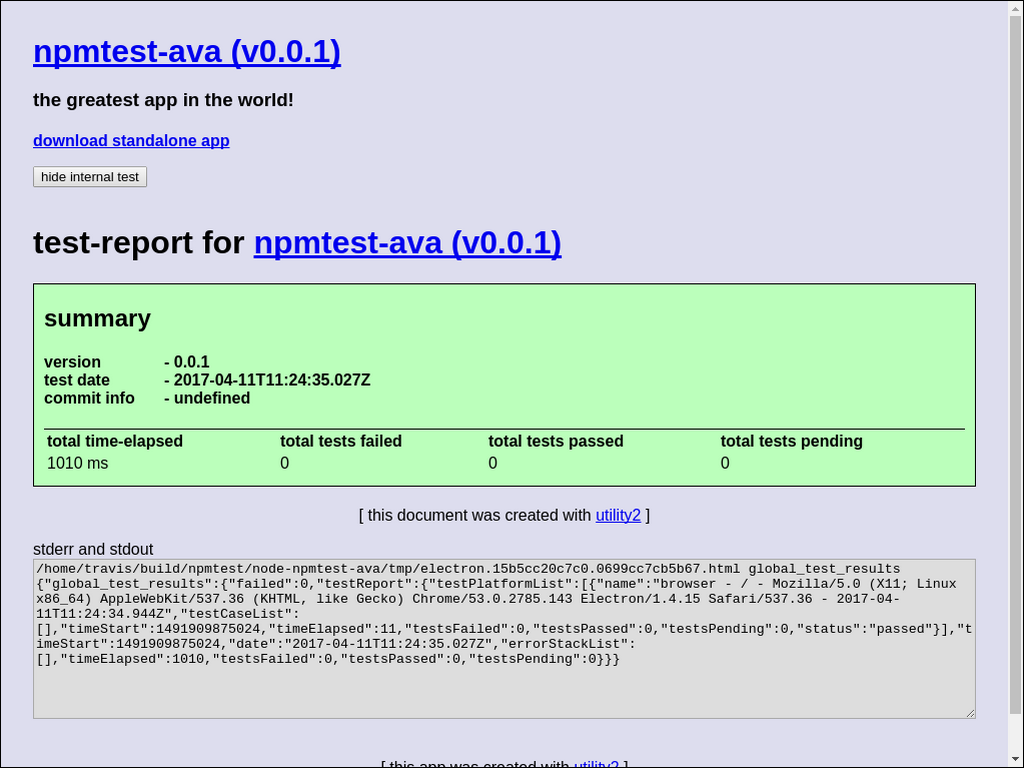 npmtest-ava (v0.0.1)
the greatest app in the world!
download standalone app
hide internal test
test-report for npmtest-ava (v0.0.1)
summary
version - 0.0.1
test date - 2017-04-11T11:24:35.027Z
commit info - undefined
total time-elapsed total tests failed total tests passed total tests pending
1010 ms 0 0 0
[ this document was created with utility2 ]
stderr and stdout
/home/travis/build/npmtest/node-npmtest-ava/tmp/electron.15b5cc20c7c0.0699cc7cb5b67.html global_test_results
{"global_test_results":{"failed":0,"testReport":{"testPlatformList":[{"name":"browser - / - Mozilla/5.0 (X11; Linux
x86_64) AppleWebKit/537.36 (KHTML, like Gecko) Chrome/53.0.2785.143 Electron/1.4.15 Safari/537.36 - 2017-04-
11T11:24:34.944Z","testCaseList":
[],"timeStart":1491909875024,"timeElapsed":11,"testsFailed":0,"testsPassed":0,"testsPending":0,"status":"passed"}],"t
imeStart":1491909875024,"date":"2017-04-11T11:24:35.027Z","errorStackList":
[],"timeElapsed":1010,"testsFailed":0,"testsPassed":0,"testsPending":0}}}
[ this app was created with utility2 ]